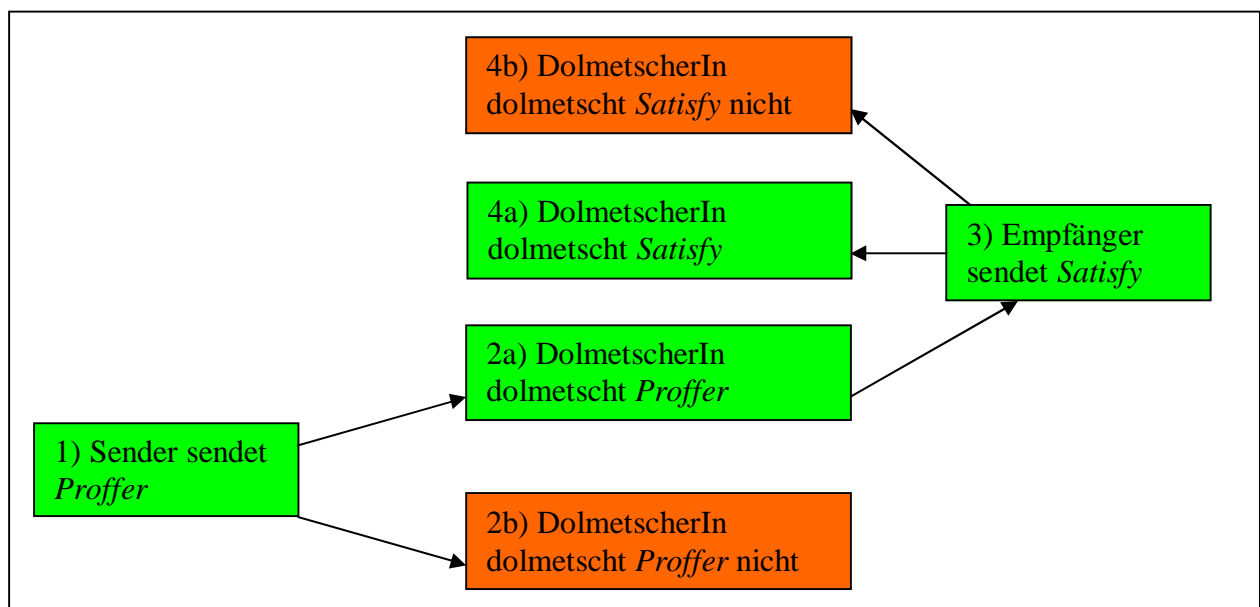 4b) DolmetscherIn
dolmetscht Satisfy nicht
4a) DolmetscherIn
dolmetscht Satisfy
3) Empfänger
sendet Satisfy
2a) DolmetscherIn
dolmetscht Proffer
1) Sender sendet
Proffer
2b) DolmetscherIn
dolmetscht Proffer nicht